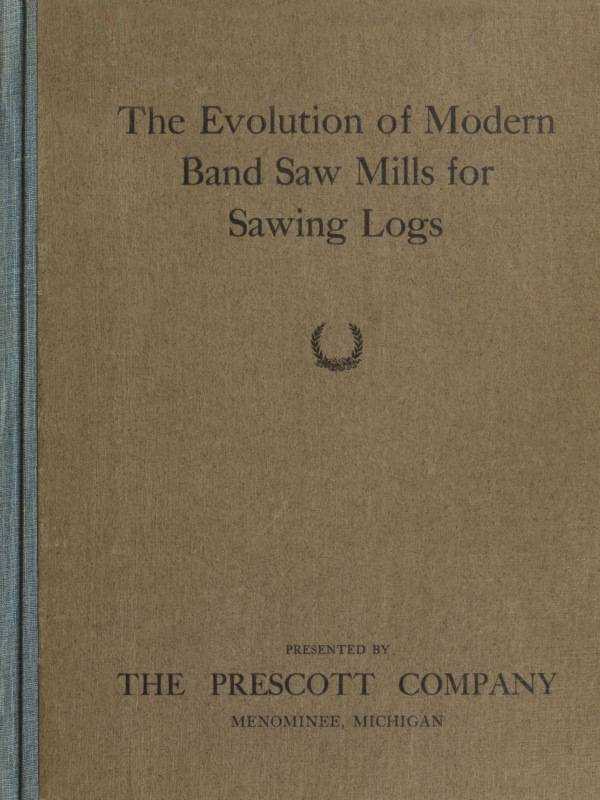 The Evolution of Modern
Band Saw Mills for
Sawing Logs
PRESENTED BY
THE PRESCOTT COMPANY
MENOMINEE, MICHIGAN